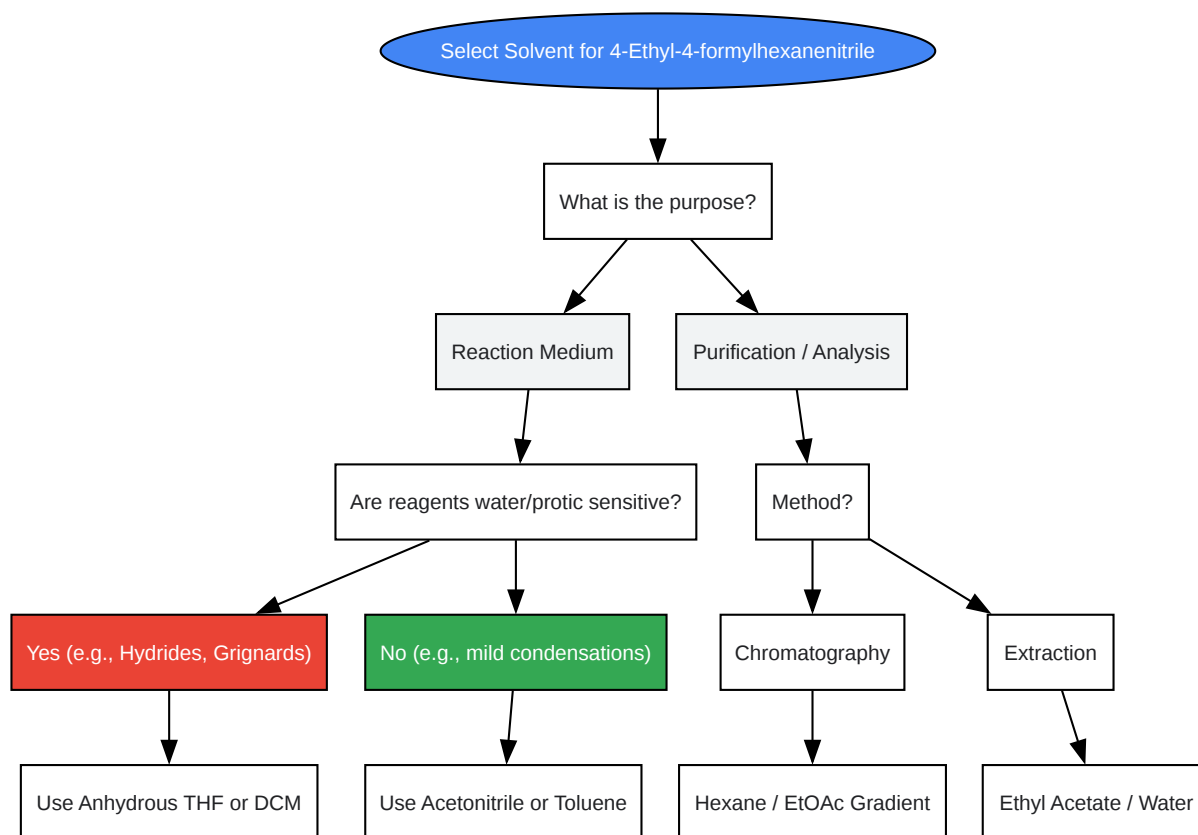 Select Solvent for 4-Ethyl-4-formylhexanenitrile
What is the purpose?
Reaction Medium
Purification / Analysis
Are reagents water/protic sensitive?
Method?
Yes (e.g., Hydrides, Grignards)
No (e.g., mild condensations)
Chromatography
Extraction
Use Anhydrous THF or DCM
Use Acetonitrile or Toluene
Hexane / EtOAc Gradient
Ethyl Acetate / Water